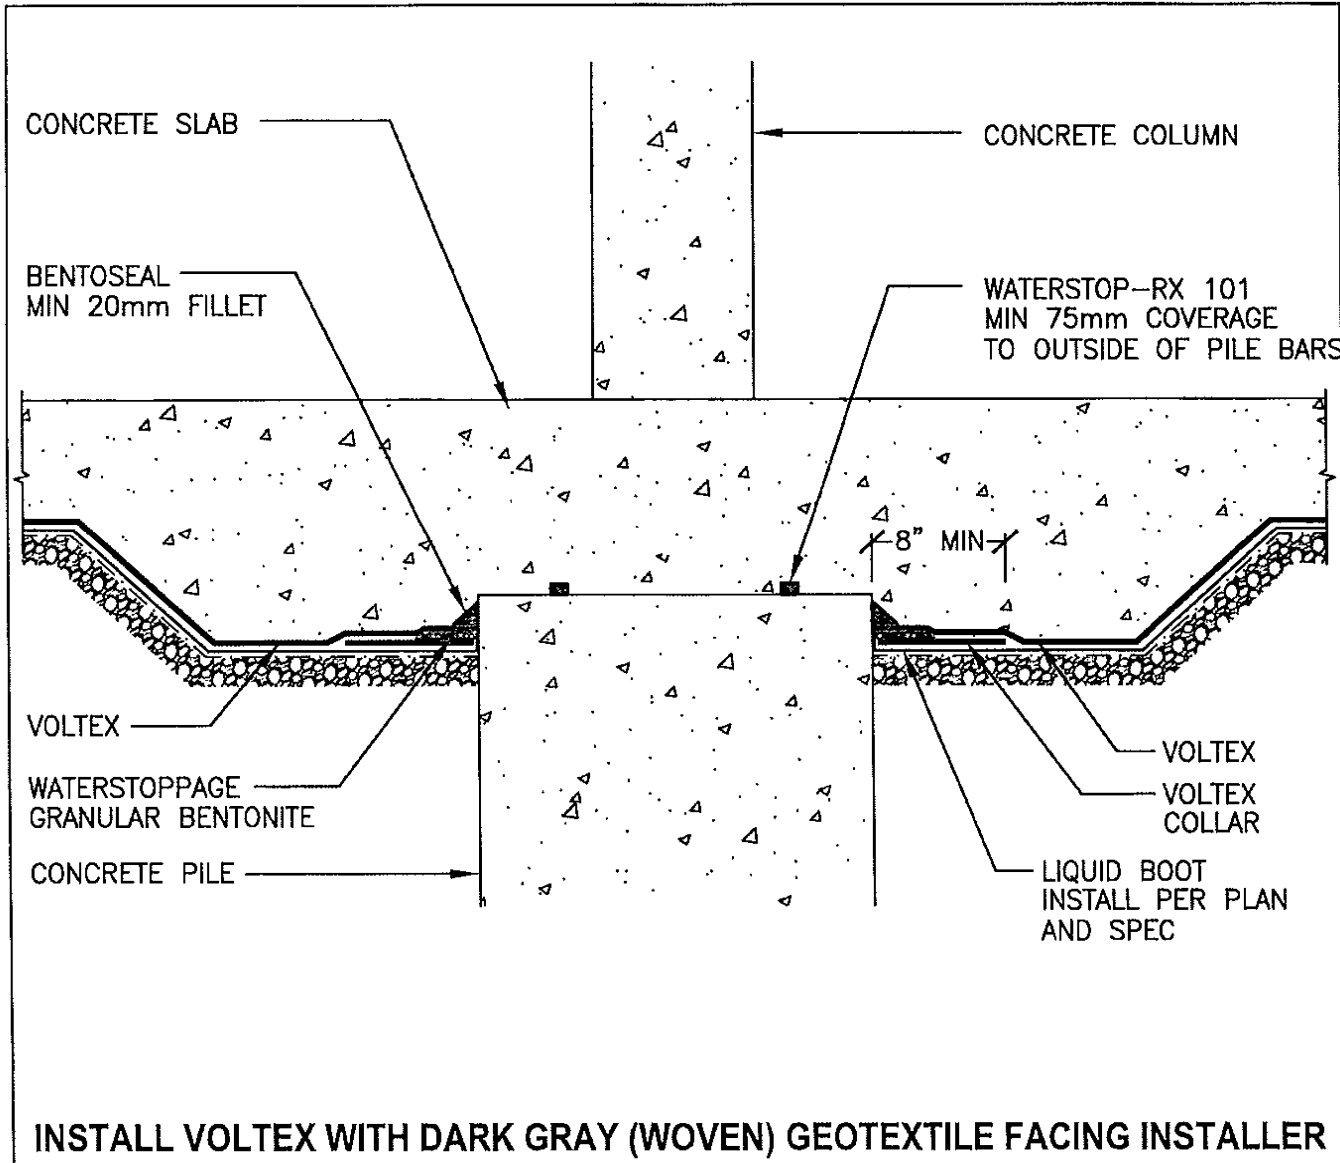 CONCRETE SLAB
CONCRETE COLUMN
BENTOSEAL
MIN 20mm FILLET
WATERSTOP-RX 101
MIN 75mm COVERAGE
TO OUTSIDE OF PILE BARS
8" MIN
VOLTEX
WATERSTOPPAGE
GRANULAR BENTONITE
CONCRETE PILE
VOLTEX
VOLTEX
COLLAR
LIQUID BOOT
INSTALL PER PLAN
AND SPEC
INSTALL VOLTEX WITH DARK GRAY (WOVEN) GEOTEXTILE FACING INSTALLER